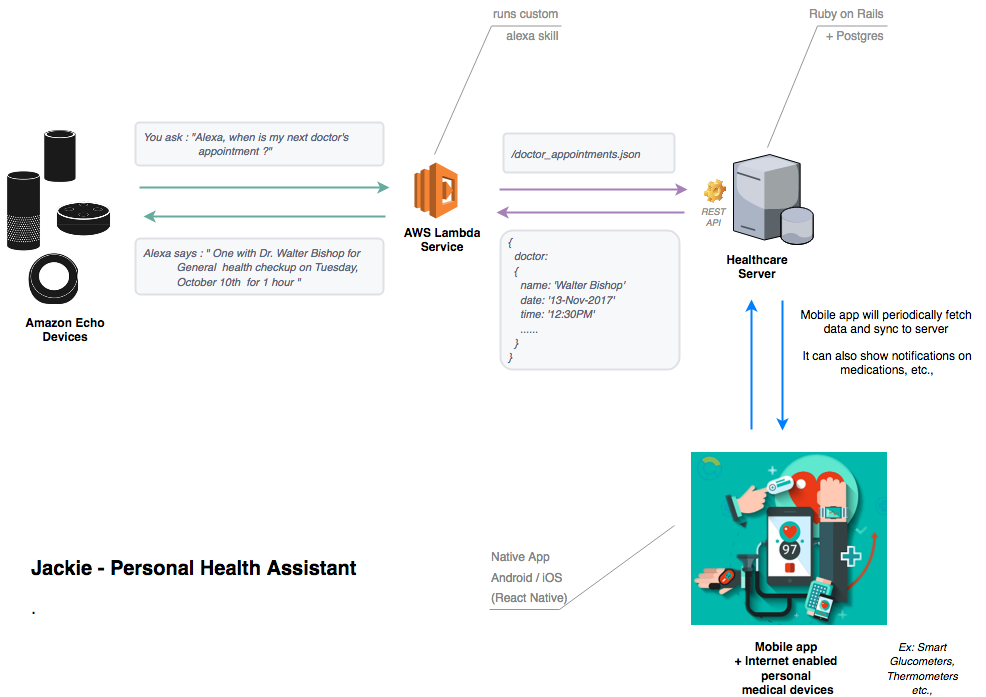 runs custom
alexa skill
Ruby on Rails
+ Postgres
You ask : "Alexa, when is my next doctor's
appointment ?"
/doctor_appointments.json
REST
API
AWS Lambda
Service
Alexa says : " One with Dr. Walter Bishop for
General health checkup on Tuesday,
October 10th for 1 hour "
{
doctor:
{
name: 'Walter Bishop'
date: '13-Nov-2017'
time: '12:30PM'
......
}
}
Healthcare
Server
Amazon Echo
Devices
Mobile app will periodically fetch
data and sync to server
It can also show notifications on
medications, etc.,
97
Native App
Android / iOS
(React Native)
Jackie - Personal Health Assistant
.
Mobile app
+ Internet enabled
personal
medical devices
Ex: Smart
Glucometers,
Thermometers
etc.,